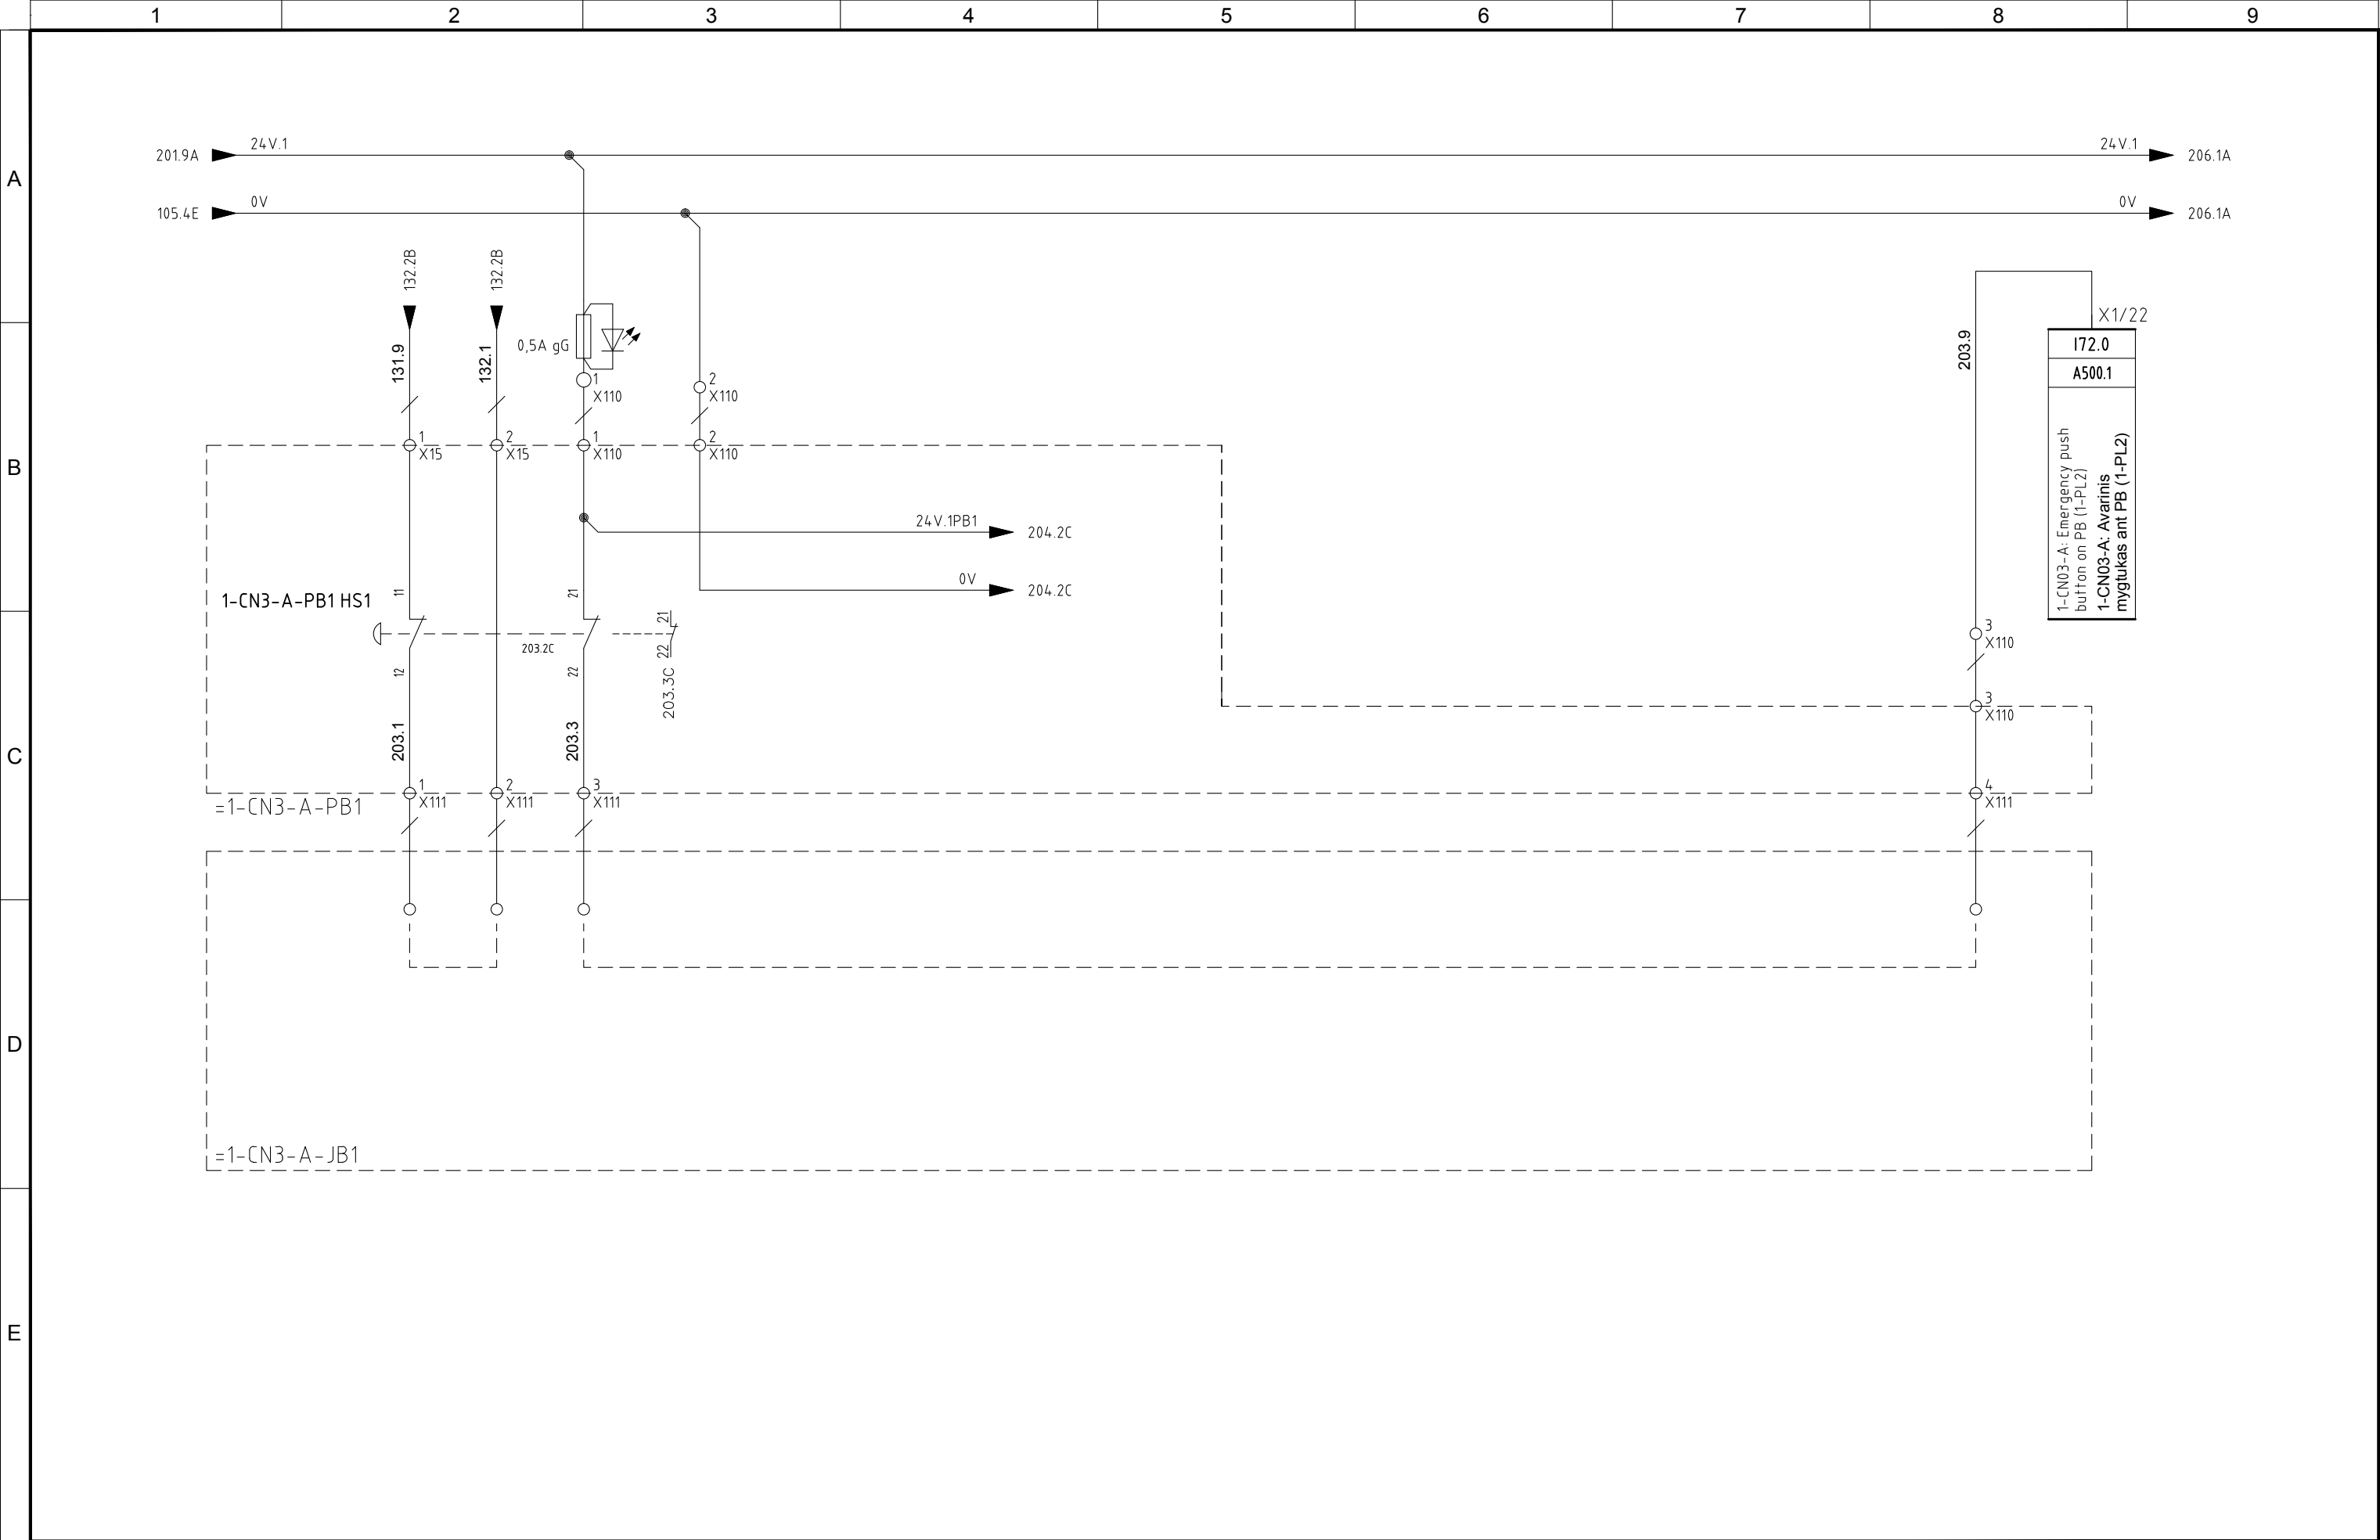 1 2 3 4 5 6 7 8 9
A
B
C
D
E
201.9A 24V.1 24V.1 206.1A
105.4E 0V 0V 206.1A
132.2B
132.2B
131.9
132.1
0,5A gG
1
X110
2
X110
1
X15
2
X15
1
X110
2
X110
24V.1PB1 204.2C
0V 204.2C
1-CN3-A-PB1 HS1
11
12
203.2C
21
22
21
22
203.3C
203.1
203.3
1
X111
2
X111
3
X111
=1-CN3-A-PB1
=1-CN3-A-JB1
203.9
X1/22
I72.0
A500.1
1-CN03-A: Emergency push
button on PB (1-PL2)
1-CN03-A: Avarinis
mygtukas ant PB (1-PL2)
3
X110
3
X110
4
X111